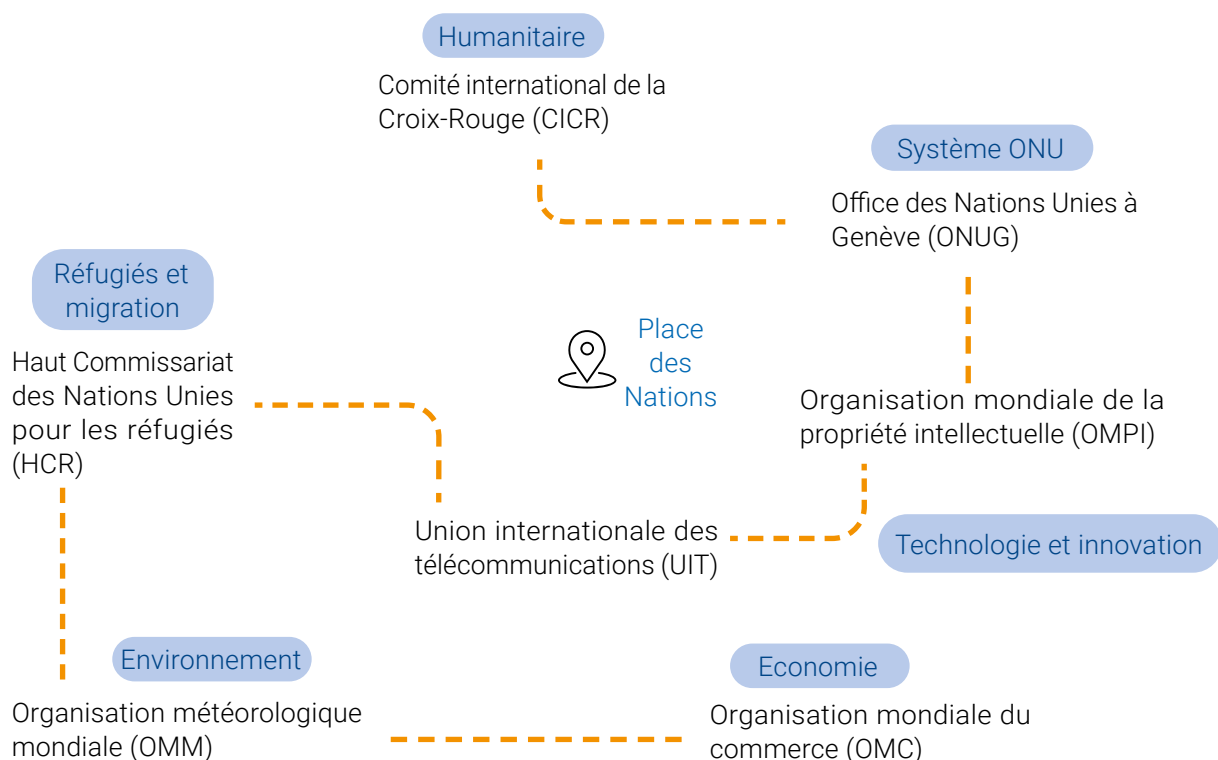 Humanitaire
Comité international de la
Croix-Rouge (CICR)
Système ONU
Office des Nations Unies à
Genève (ONUG)
Réfugiés et
migration
Haut Commissariat
des Nations Unies
pour les réfugiés
(HCR)
Place
des
Nations
Organisation mondiale de la
propriété intellectuelle (OMPI)
Union internationale des
télécommunications (UIT)
Technologie et innovation
Environnement
Organisation météorologique
mondiale (OMM)
Economie
Organisation mondiale du
commerce (OMC)